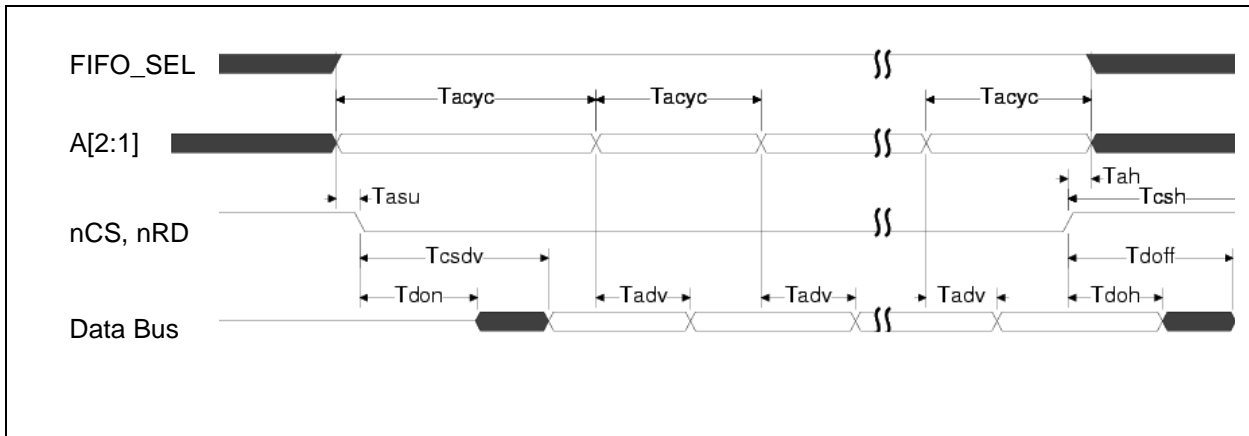 FIFO_SEL
Tacyc Tacyc Tacyc
A[2:1]
Tah
Tasu Tcsh
nCS, nRD
Tcsdv Tdoff
Tdon Tadv Tadv Tadv Tdoh
Data Bus